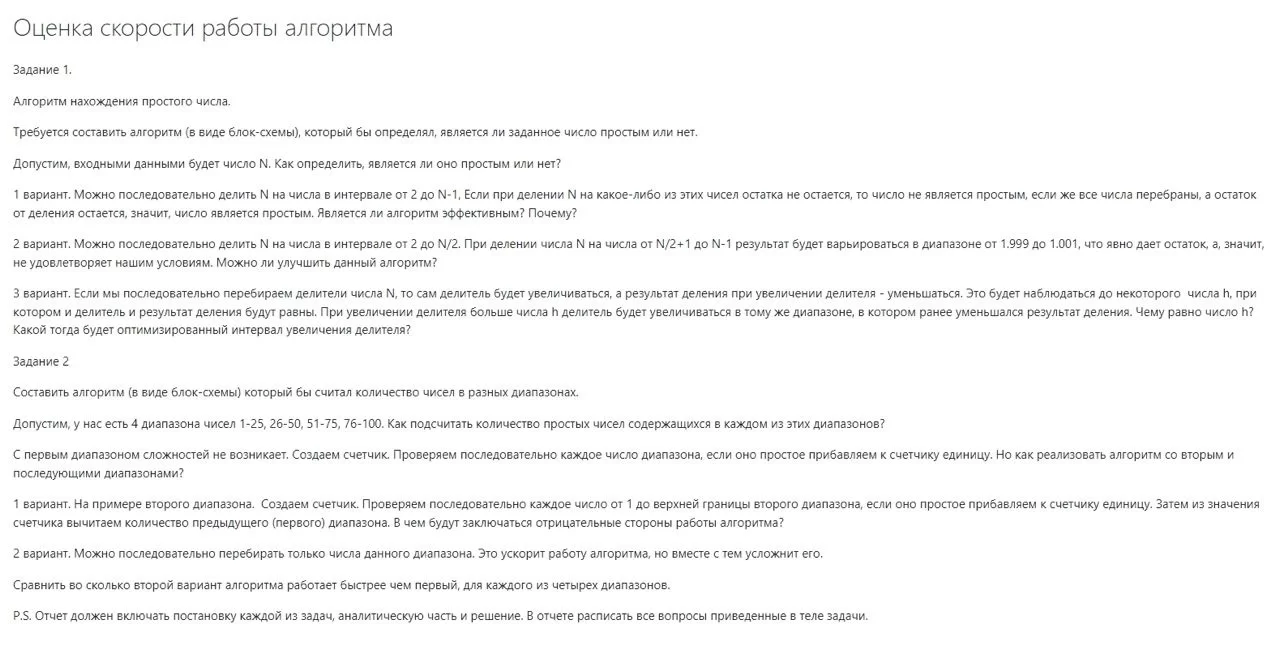 Оценка скорости работы алгоритма
Задание 1.
Алгоритм нахождения простого числа.
Требуется составить алгоритм (в виде блок-схемы), который бы определял, является ли заданное число простым или нет.
Допустим, входными данными будет число N. Как определить, является ли оно простым или нет?
1 вариант. Можно последовательно делить N на числа в интервале от 2 до N-1, Если при делении N на какое-либо из этих чисел остатка не остается, то число не является простым, если же все числа перебраны, а остаток
от деления остается, значит, число является простым. Является ли алгоритм эффективным? Почему?
2 вариант. Можно последовательно делить N на числа в интервале от 2 до N/2. При делении числа N на числа от N/2+1 до N-1 результат будет варьироваться в диапазоне от 1.999 до 1.001, что явно дает остаток, а, значит,
не удовлетворяет нашим условиям. Можно ли улучшить данный алгоритм?
3 вариант. Если мы последовательно перебираем делители числа N, то сам делитель будет увеличиваться, а результат деления при увеличении делителя - уменьшаться. Это будет наблюдаться до некоторого числа h, при
котором и делитель и результат деления будут равны. При увеличении делителя больше числа h делитель будет увеличиваться в том же диапазоне, в котором ранее уменьшался результат деления. Чему равно число h?
Какой тогда будет оптимизированный интервал увеличения делителя?
Задание 2
Составить алгоритм (в виде блок-схемы) который бы считал количество чисел в разных диапазонах.
Допустим, у нас есть 4 диапазона чисел 1-25, 26-50, 51-75, 76-100. Как подсчитать количество простых чисел содержащихся в каждом из этих диапазонов?
С первым диапазоном сложностей не возникает. Создаем счетчик. Проверяем последовательно каждое число диапазона, если оно простое прибавляем к счетчику единицу. Но как реализовать алгоритм со вторым и
последующими диапазонами?
1 вариант. На примере второго диапазона. Создаем счетчик. Проверяем последовательно каждое число от 1 до верхней границы второго диапазона, если оно простое прибавляем к счетчику единицу. Затем из значения
счетчика вычитаем количество предыдущего (первого) диапазона. В чем будут заключаться отрицательные стороны работы алгоритма?
2 вариант. Можно последовательно перебирать только числа данного диапазона. Это ускорит работу алгоритма, но вместе с тем усложнит его.
Сравнить во сколько второй вариант алгоритма работает быстрее чем первый, для каждого из четырех диапазонов.
P.S. Отчет должен включать постановку каждой из задач, аналитическую часть и решение. В отчете расписать все вопросы приведенные в теле задачи.